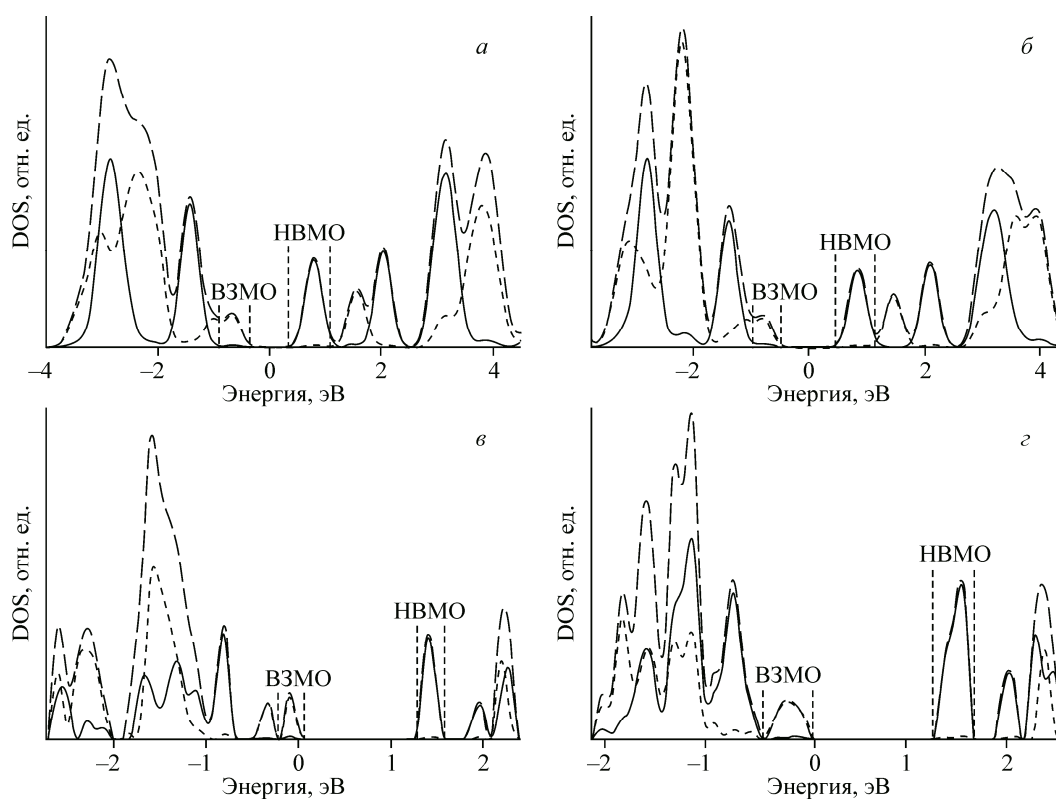 а
DOS, отн. ед.
НВМО
ВЗМО
–4 –2 0 2 4
Энергия, эВ
б
DOS, отн. ед.
НВМО
ВЗМО
–2 0 2 4
Энергия, эВ
в
DOS, отн. ед.
НВМО
ВЗМО
–2 –1 0 1 2
Энергия, эВ
г
DOS, отн. ед.
НВМО
ВЗМО
–2 –1 0 1 2
Энергия, эВ